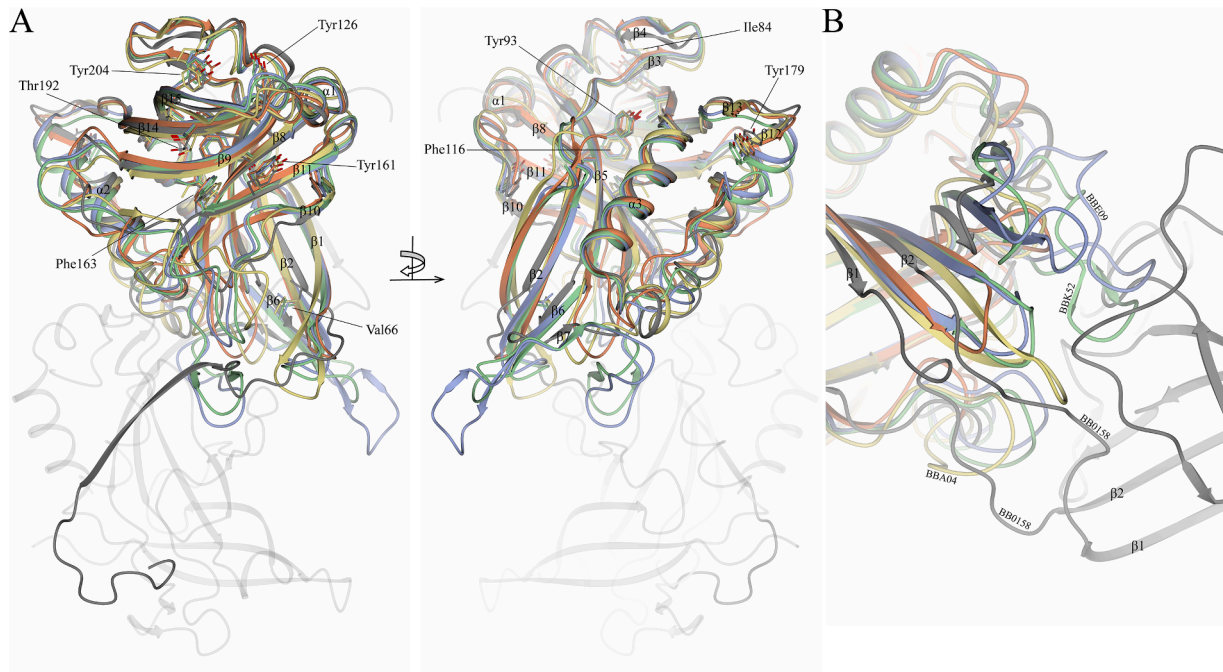 A
Tyr126
Tyr204
Thr192
α1
β15
β14
β8
β9
Tyr161
β11
α2
β10
Phe163
β1
β2
β6
Val66
β4
Ile84
Tyr93
β3
Tyr179
α1
β13
β8
β12
Phe116
β11
β5
β10
α3
β2
β6
β7
B
BBE09
β1
β2
BBK52
BB0158
BBA04
BB0158
β2
β1